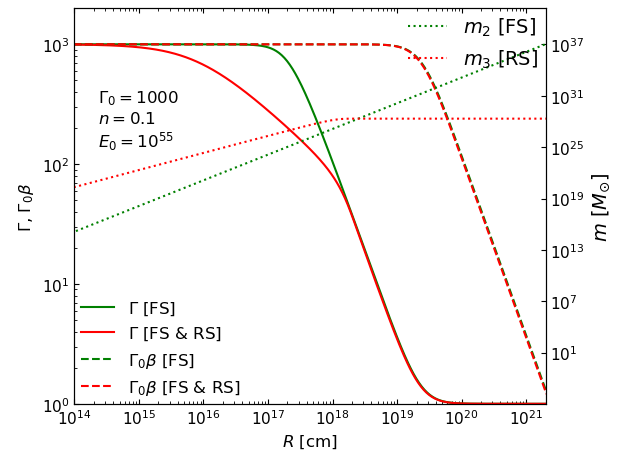 m₂ [FS]
m₃ [RS]
Γ₀ = 1000
n = 0.1
E₀ = 10⁵⁵
Γ [FS]
Γ [FS & RS]
Γ₀β [FS]
Γ₀β [FS & RS]
Γ, Γ₀β
10³
10²
10¹
10⁰
m [M⊙]
10³⁷
10³¹
10²⁵
10¹⁹
10¹³
10⁷
10¹
10¹⁴ 10¹⁵ 10¹⁶ 10¹⁷ 10¹⁸ 10¹⁹ 10²⁰ 10²¹
R [cm]